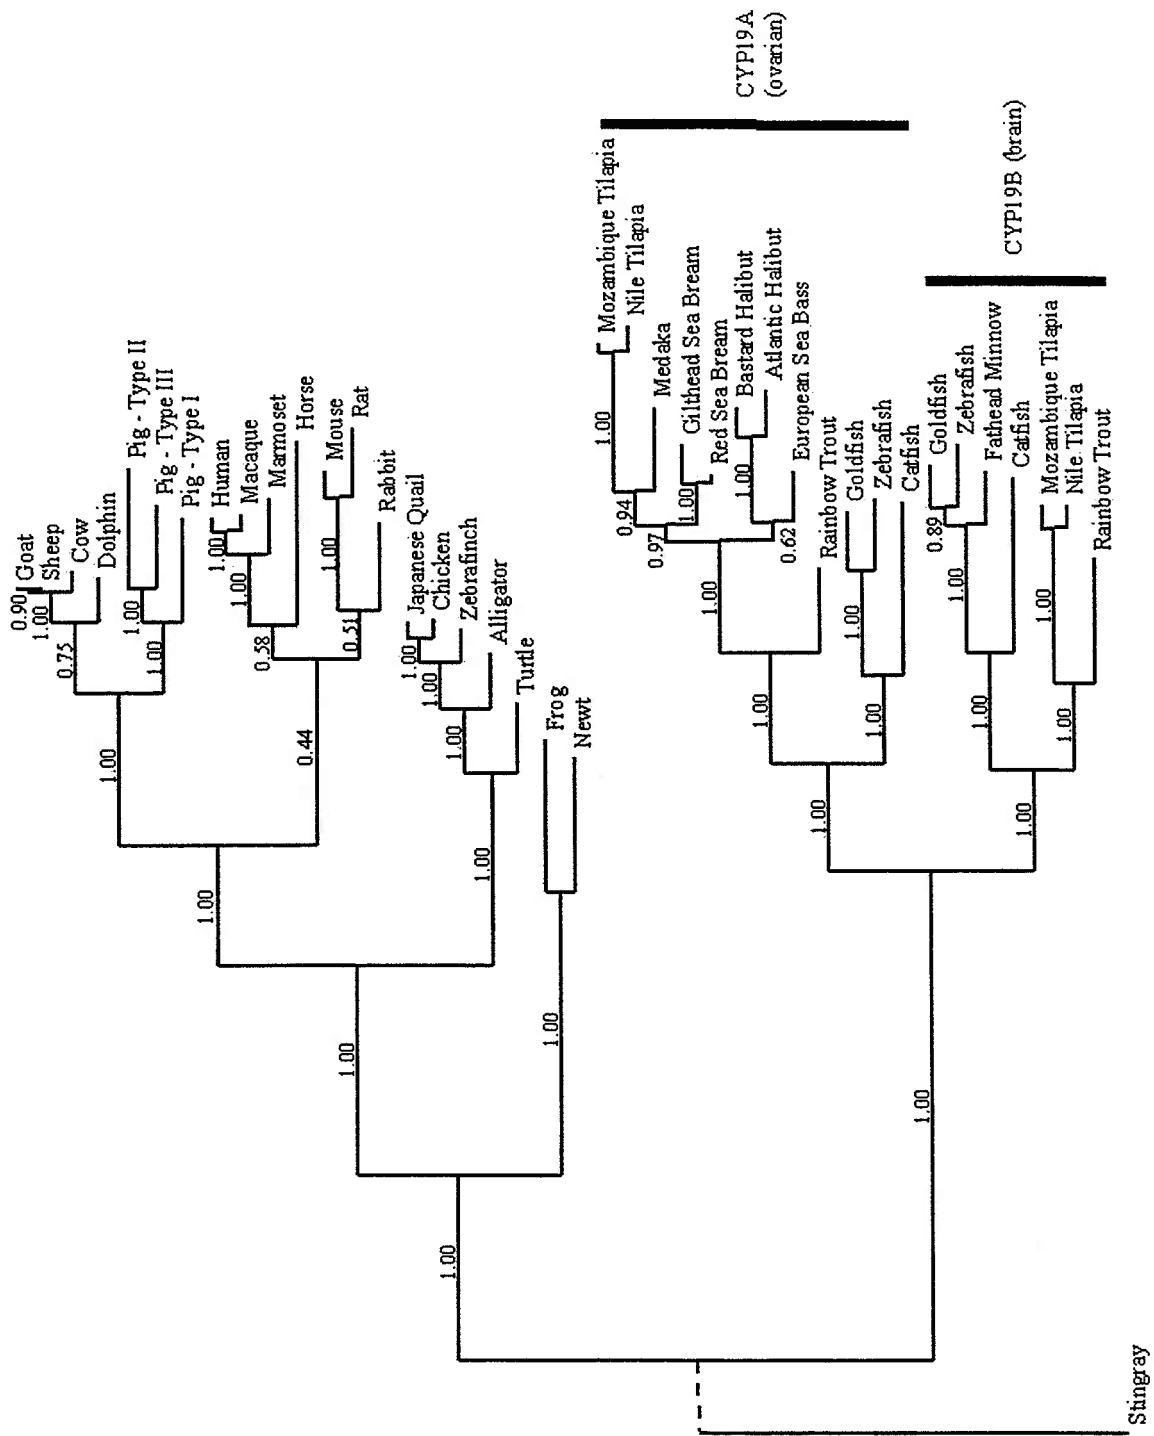 0.90
Goat
Sheep
1.00
Cow
Dolphin
0.75
Pig - Type II
1.00
Pig - Type III
Pig - Type I
1.00
1.00
Human
1.00
Macaque
1.00
Marmoset
Horse
0.58
Mouse
1.00
Rat
0.51
Rabbit
0.44
1.00
Japanese Quail
1.00
Chicken
1.00
Zebrafinch
1.00
Alligator
Turtle
1.00
1.00
Frog
Newt
1.00
1.00
Mozambique Tilapia
1.00
Nile Tilapia
0.94
Medaka
0.97
Gilthead Sea Bream
1.00
Red Sea Bream
Bastard Halibut
1.00
Atlantic Halibut
0.62
European Sea Bass
1.00
Rainbow Trout
1.00
Goldfish
1.00
Zebrafish
Catfish
1.00
1.00
CYP19A
(ovarian)
Goldfish
0.89
Zebrafish
1.00
Fathead Minnow
Catfish
1.00
Mozambique Tilapia
1.00
Nile Tilapia
Rainbow Trout
1.00
1.00
CYP19B (brain)
1.00
Stingray